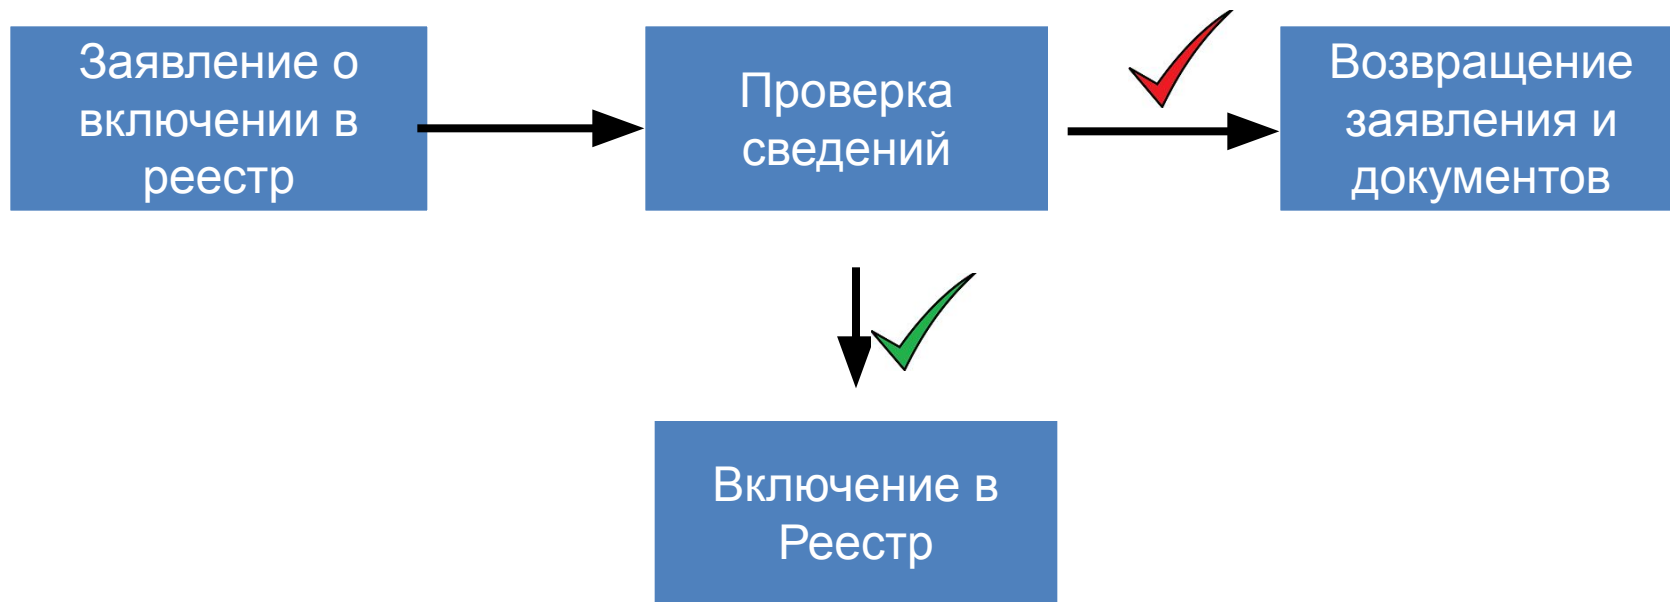 Заявление о
включении в
реестр
Проверка
сведений
Возвращение
заявления и
документов
Включение в
Реестр